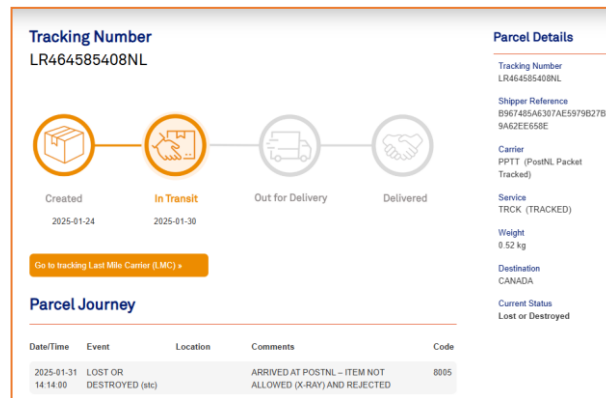 Tracking Number
LR464585408NL
Created
2025-01-24
In Transit
2025-01-30
Out for Delivery
Delivered
Go to tracking Last Mile Carrier (LMC) »
Parcel Journey
Date/Time Event Location Comments Code
2025-01-31 LOST OR ARRIVED AT POSTNL – ITEM NOT 8005
14:14:00 DESTROYED (stc) ALLOWED (X-RAY) AND REJECTED
Parcel Details
Tracking Number
LR464585408NL
Shipper Reference
B967485A6307AE5979B27B
9A62EE658E
Carrier
PPTT (PostNL Packet
Tracked)
Service
TRCK (TRACKED)
Weight
0.52 kg
Destination
CANADA
Current Status
Lost or Destroyed